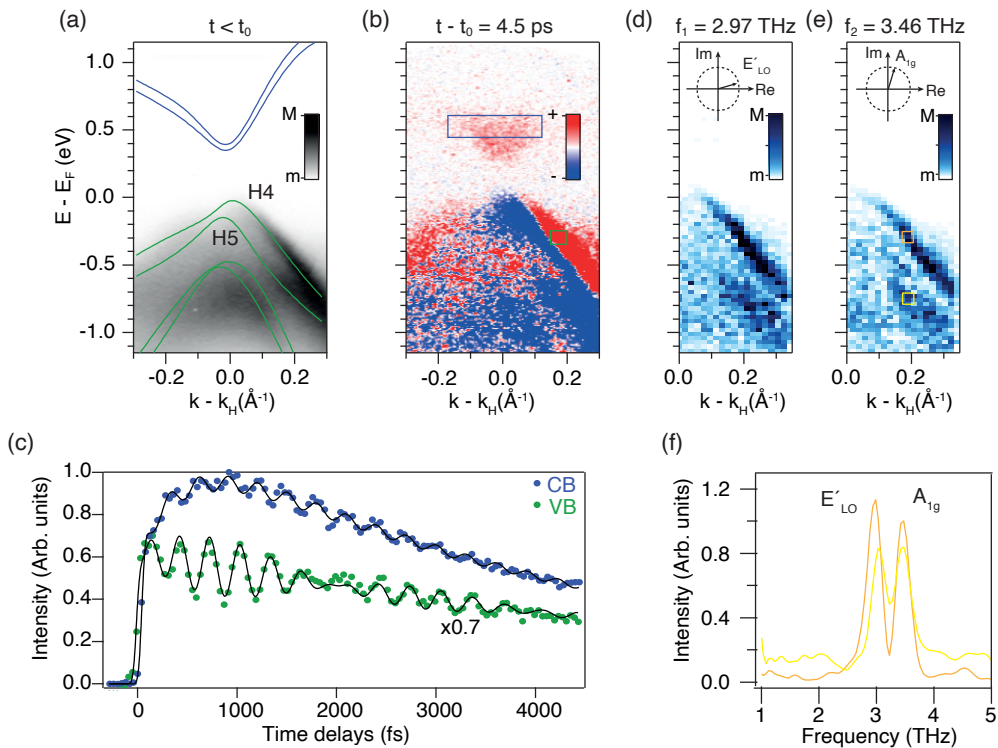 (a)
t < t₀
E - E_F (eV)
1.0
0.5
0.0
-0.5
-1.0
M
m
H4
H5
-0.2
0.0
0.2
k - k_H(Å⁻¹)
(b)
t - t₀ = 4.5 ps
+
-
-0.2
0.0
0.2
k - k_H(Å⁻¹)
(d)
f₁ = 2.97 THz
Im
E′_LO
Re
M
m
0.0
0.2
k - k_H(Å⁻¹)
(e)
f₂ = 3.46 THz
Im
A_1g
Re
M
m
0.0
0.2
k - k_H(Å⁻¹)
(c)
Intensity (Arb. units)
1.0
0.8
0.6
0.4
0.2
0.0
CB
VB
x0.7
0
1000
2000
3000
4000
Time delays (fs)
(f)
Intensity (Arb. units)
1.2
0.8
0.4
0.0
E′_LO
A_1g
1
2
3
4
5
Frequency (THz)